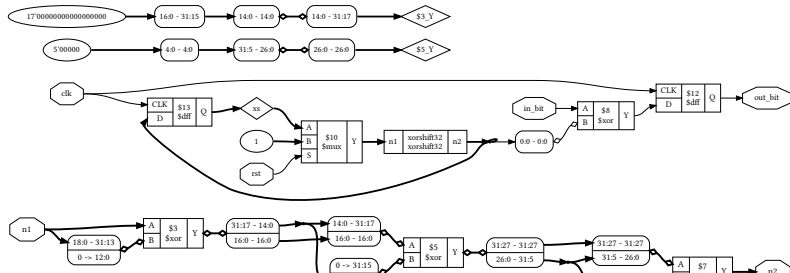 17'00000000000000000 16:0 - 31:15 14:0 - 14:0 14:0 - 31:17 $3_Y
5'00000 4:0 - 4:0 31:5 - 26:0 26:0 - 26:0 $5_Y
clk
CLK
D
$13
$dff
Q
xs
1
rst
A
B
S
$10
$mux
Y
n1
xorshift32
xorshift32
n2
0:0 - 0:0
in_bit
A
B
$8
$xor
Y
CLK
D
$12
$dff
Q
out_bit
n1
18:0 - 31:13
0 -> 12:0
A
B
$3
$xor
Y
31:17 - 14:0
16:0 - 16:0
14:0 - 31:17
16:0 - 16:0
0 -> 31:15
A
B
$5
$xor
Y
31:27 - 31:27
26:0 - 31:5
31:27 - 31:27
31:5 - 26:0
A
$7
Y
n2